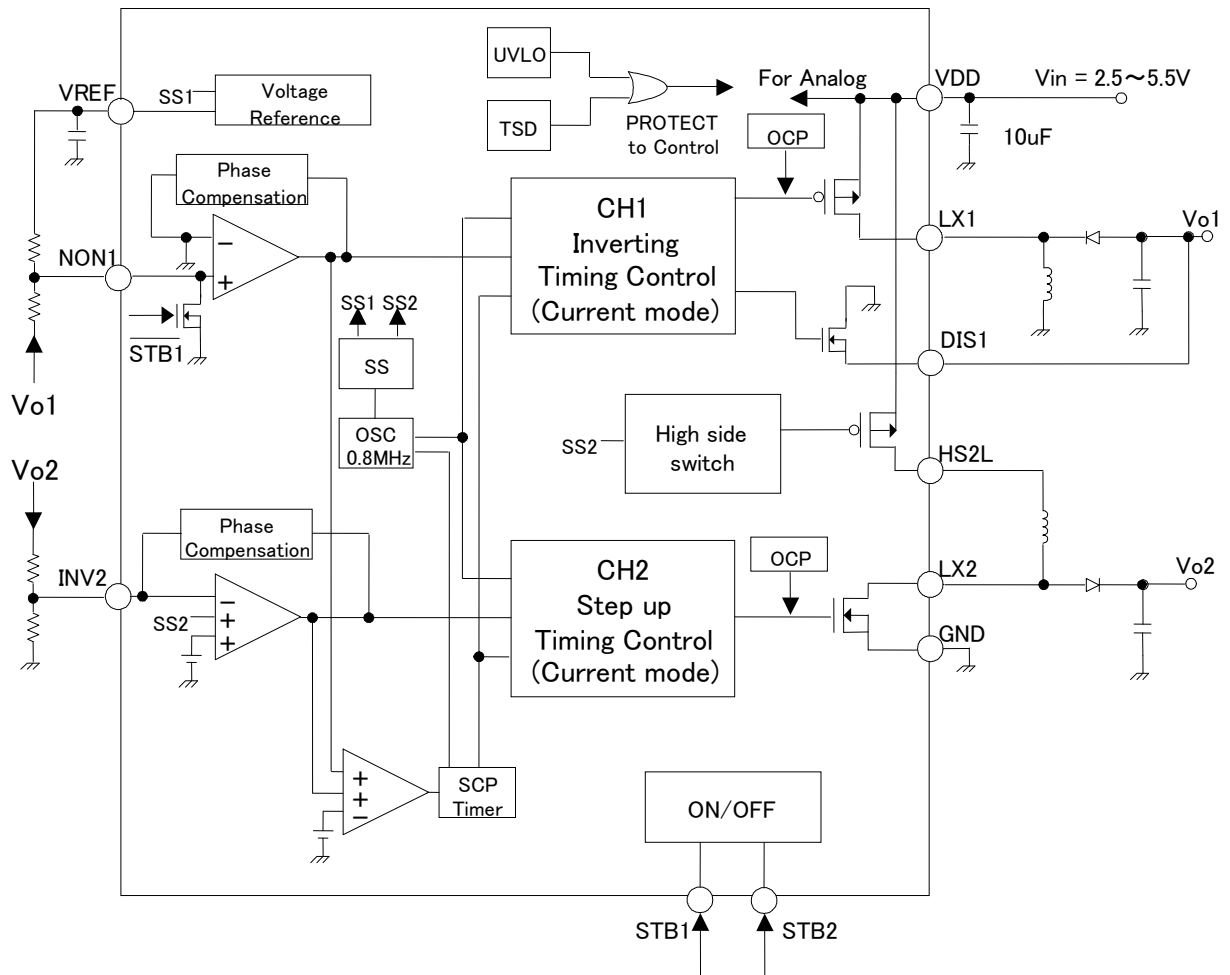 UVLO
TSD
PROTECT
to Control
For Analog
VDD
Vin = 2.5～5.5V
10uF
VREF
SS1
Voltage
Reference
OCP
Phase
Compensation
−
+
NON1
STB1
Vo1
CH1
Inverting
Timing Control
(Current mode)
LX1
Vo1
DIS1
SS1 SS2
SS
OSC
0.8MHz
SS2
High side
switch
HS2L
Vo2
Phase
Compensation
INV2
−
+
+
SS2
CH2
Step up
Timing Control
(Current mode)
OCP
LX2
Vo2
GND
+
+
−
SCP
Timer
ON/OFF
STB1
STB2